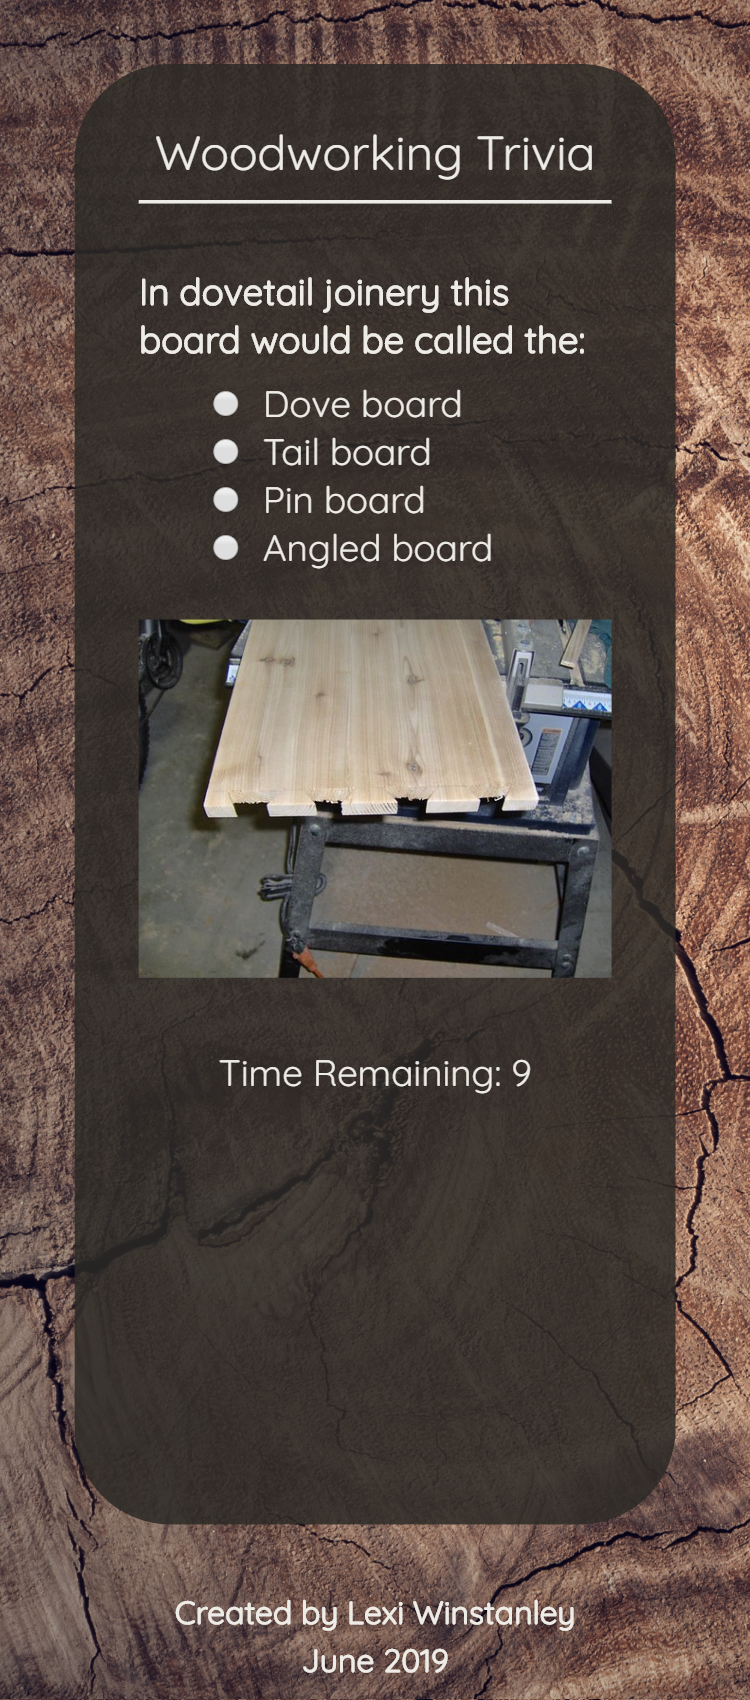 Woodworking Trivia
In dovetail joinery this
board would be called the:
Dove board
Tail board
Pin board
Angled board
Time Remaining: 9
Created by Lexi Winstanley
June 2019